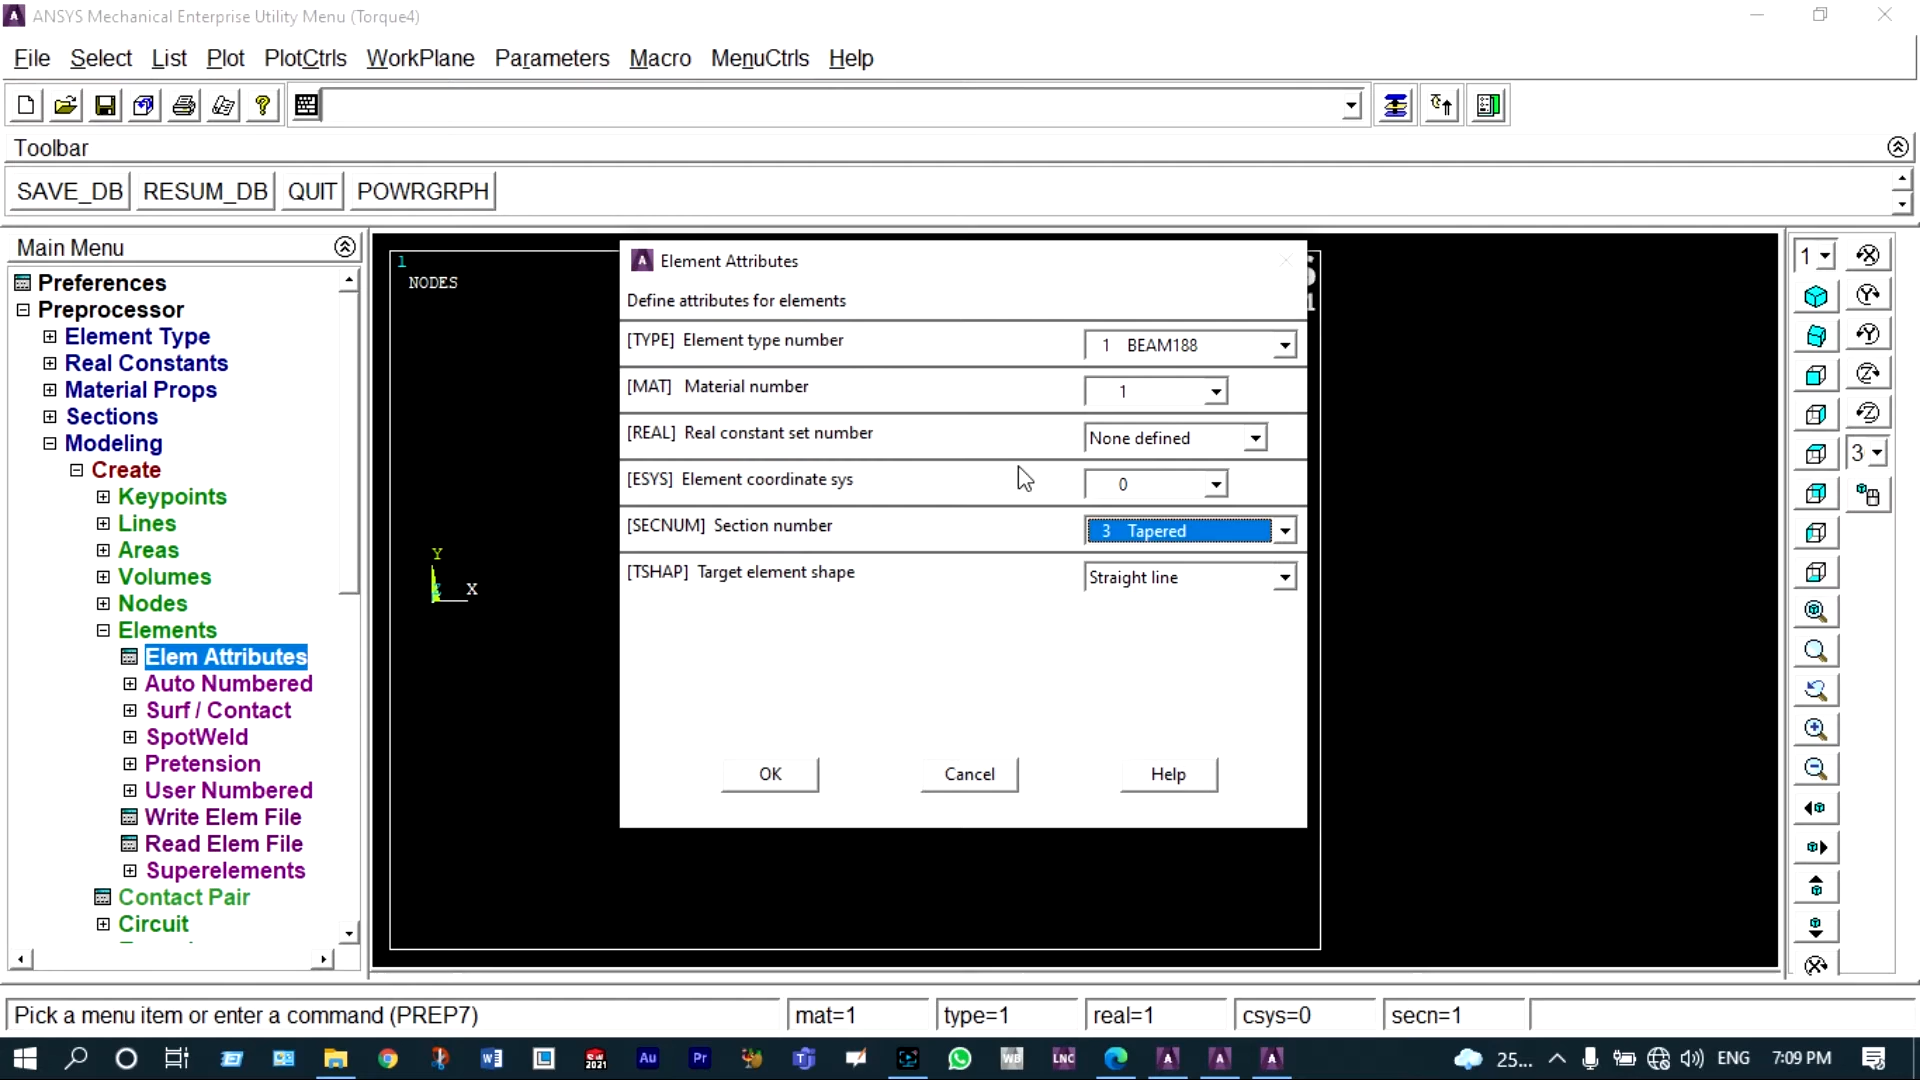 ANSYS Mechanical Enterprise Utility Menu (Torque4)
File Select List Plot PlotCtrls WorkPlane Parameters Macro MenuCtrls Help
Toolbar
SAVE_DB RESUM_DB QUIT POWRGRPH
Main Menu
Preferences
Preprocessor
Element Type
Real Constants
Material Props
Sections
Modeling
Create
Keypoints
Lines
Areas
Volumes
Nodes
Elements
Elem Attributes
Auto Numbered
Surf / Contact
SpotWeld
Pretension
User Numbered
Write Elem File
Read Elem File
Superelements
Contact Pair
Circuit
1
NODES
Y
X
Element Attributes
Define attributes for elements
[TYPE] Element type number 1 BEAM188
[MAT] Material number 1
[REAL] Real constant set number None defined
[ESYS] Element coordinate sys 0
[SECNUM] Section number 3 Tapered
[TSHAP] Target element shape Straight line
OK Cancel Help
1
3
Pick a menu item or enter a command (PREP7) mat=1 type=1 real=1 csys=0 secn=1
25... ENG 7:09 PM